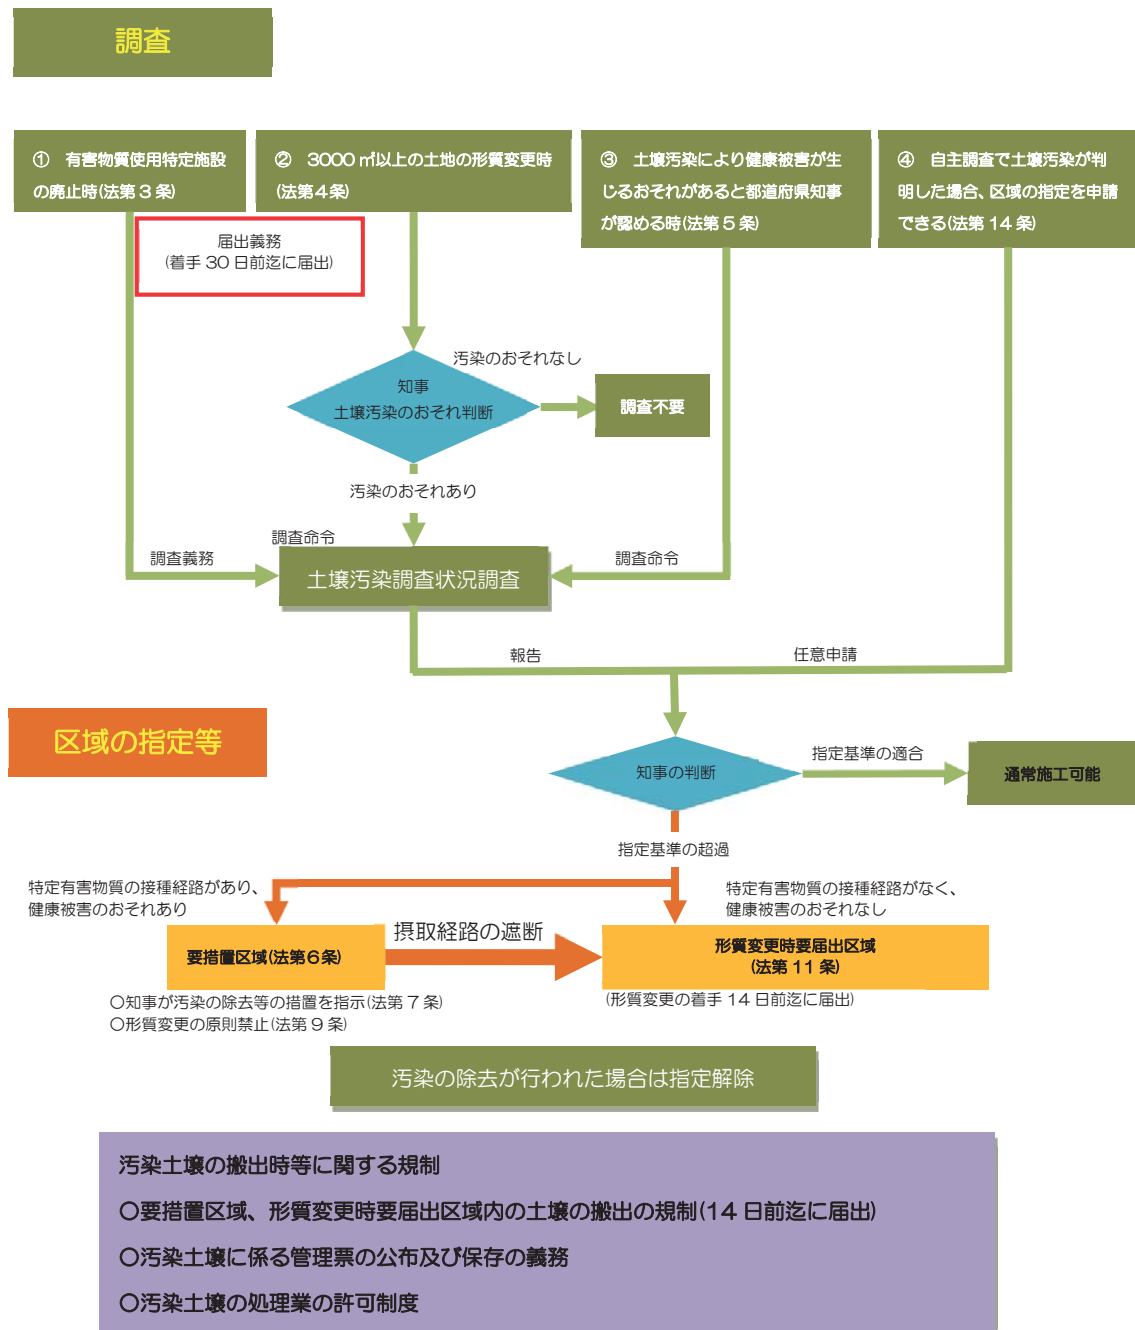 調査
① 有害物質使用特定施設
の廃止時(法第3条)
② 3000㎡以上の土地の形質変更時
(法第4条)
③ 土壌汚染により健康被害が生
じるおそれがあると都道府県知事
が認める時(法第5条)
④ 自主調査で土壌汚染が判
明した場合、区域の指定を申請
できる(法第14条)
届出義務
(着手30日前迄に届出)
汚染のおそれなし
知事
土壌汚染のおそれ判断
調査不要
汚染のおそれあり
調査命令
調査義務
調査命令
土壌汚染調査状況調査
報告
任意申請
区域の指定等
知事の判断
指定基準の適合
通常施工可能
指定基準の超過
特定有害物質の接種経路があり、
健康被害のおそれあり
特定有害物質の接種経路がなく、
健康被害のおそれなし
要措置区域(法第6条)
摂取経路の遮断
形質変更時要届出区域
(法第11条)
○知事が汚染の除去等の措置を指示(法第7条)
○形質変更の原則禁止(法第9条)
(形質変更の着手14日前迄に届出)
汚染の除去が行われた場合は指定解除
汚染土壌の搬出時等に関する規制
○要措置区域、形質変更時要届出区域内の土壌の搬出の規制(14日前迄に届出)
○汚染土壌に係る管理票の公布及び保存の義務
○汚染土壌の処理業の許可制度